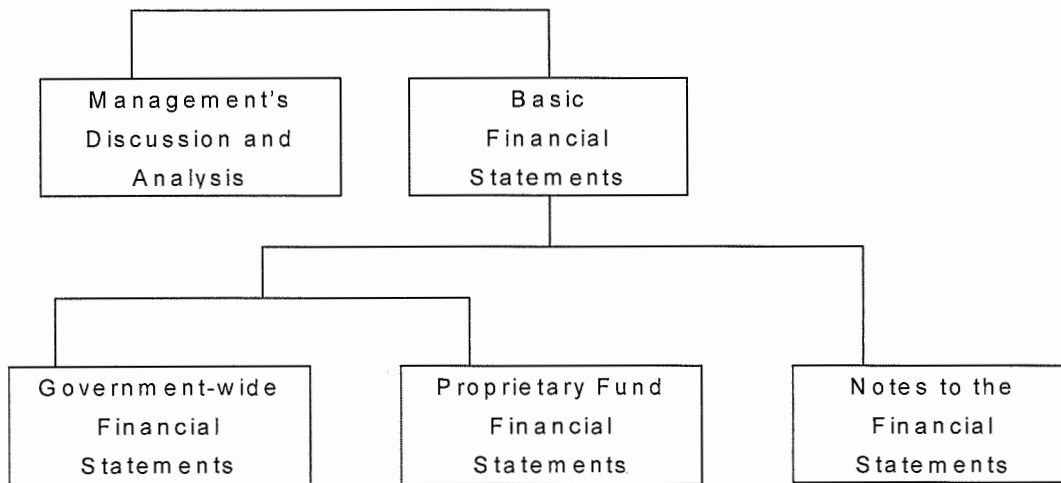 Management's
Discussion and
Analysis
Basic
Financial
Statements
Government-wide
Financial
Statements
Proprietary Fund
Financial
Statements
Notes to the
Financial
Statements